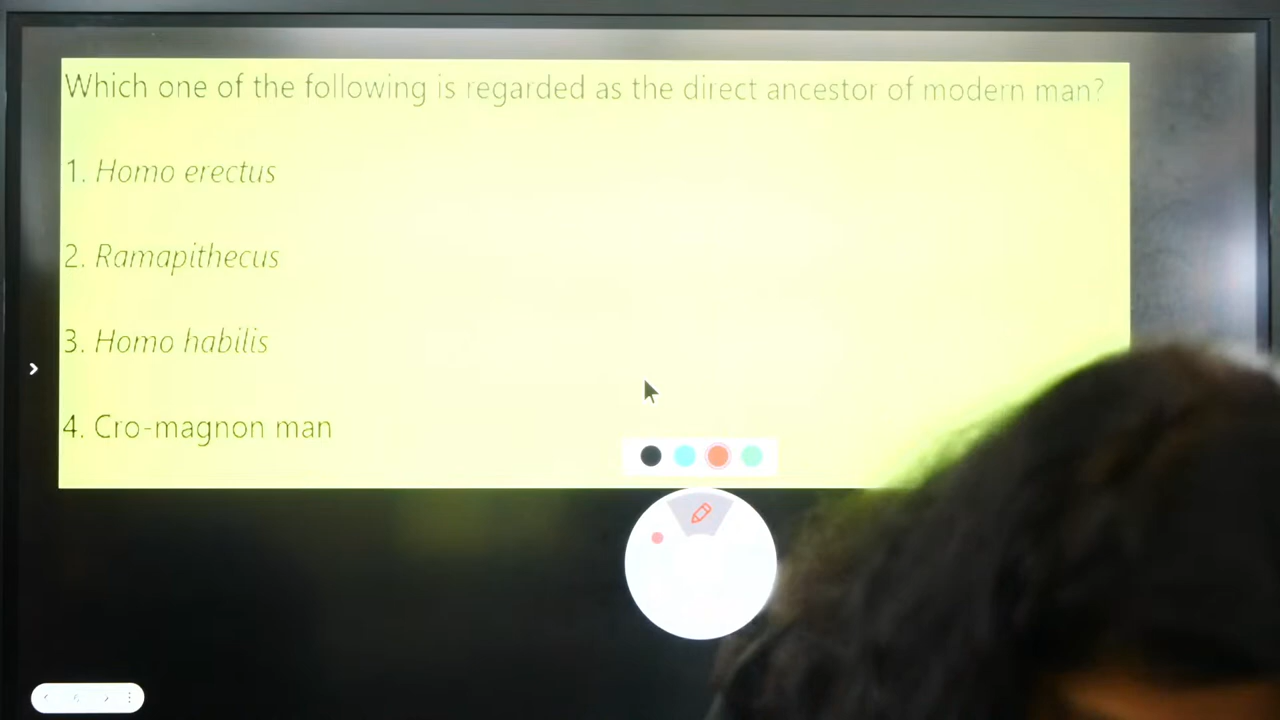 Which one of the following is regarded as the direct ancestor of modern man?
1. Homo erectus
2. Ramapithecus
3. Homo habilis
4. Cro-magnon man